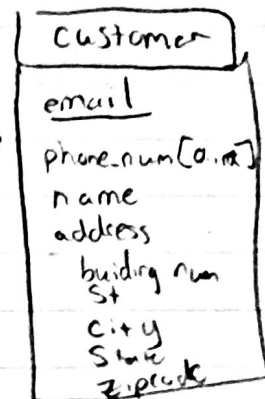 customer
email
phone_num[0..m]
name
address
buiding num
St
city
State
Zipcode